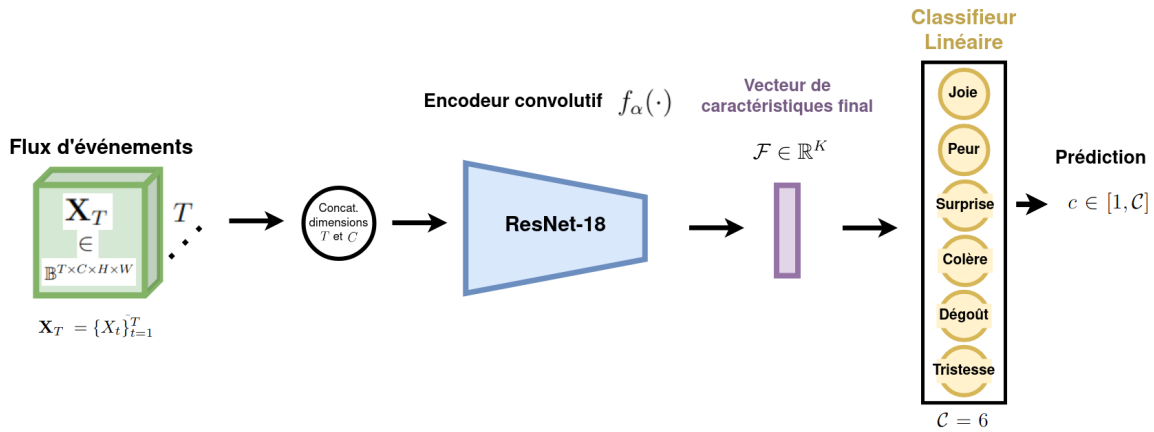 Flux d'événements
𝐗_T
∈
𝔹^{T×C×H×W}
T
𝐗_T = {X_t}_{t=1}^T
Concat.
dimensions
T et C
Encodeur convolutif f_α(·)
ResNet-18
Vecteur de
caractéristiques final
ℱ ∈ ℝ^K
Classifieur
Linéaire
Joie
Peur
Surprise
Colère
Dégoût
Tristesse
𝒞 = 6
Prédiction
c ∈ [1, 𝒞]